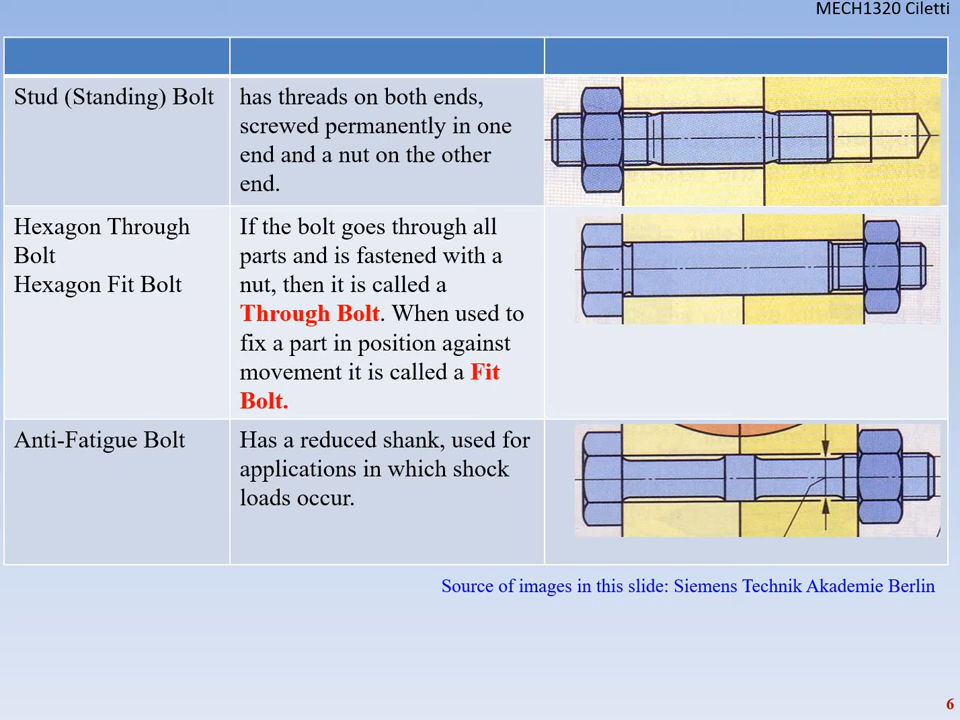 MECH1320 Ciletti
Stud (Standing) Bolt
has threads on both ends,
screwed permanently in one
end and a nut on the other
end.
Hexagon Through
Bolt
Hexagon Fit Bolt
If the bolt goes through all
parts and is fastened with a
nut, then it is called a
Through Bolt. When used to
fix a part in position against
movement it is called a Fit
Bolt.
Anti-Fatigue Bolt
Has a reduced shank, used for
applications in which shock
loads occur.
Source of images in this slide: Siemens Technik Akademie Berlin
6